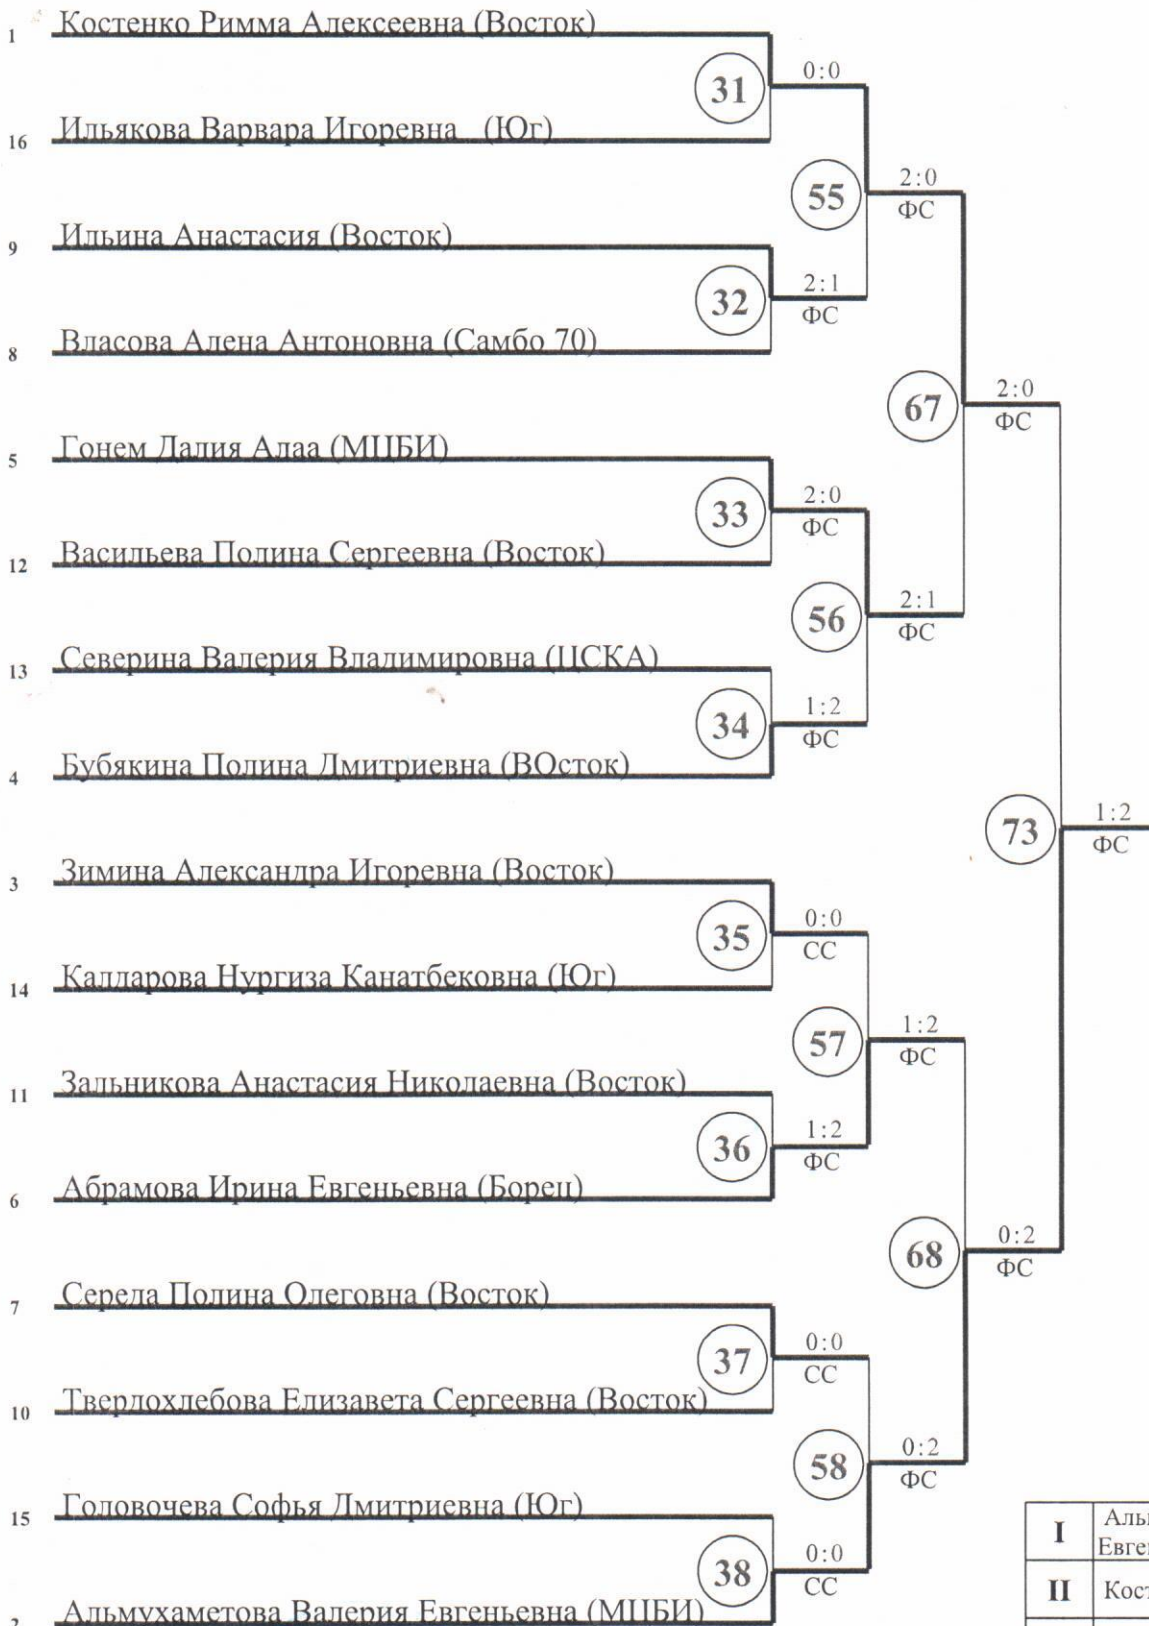 1 Костенко Римма Алексеевна (Восток)
31 0:0
16 Ильякова Варвара Игоревна (Юг)
55 2:0
ФС
9 Ильина Анастасия (Восток)
32 2:1
ФС
8 Власова Алена Антоновна (Самбо 70)
67 2:0
ФС
5 Гонем Далия Алаа (МЦБИ)
33 2:0
ФС
12 Васильева Полина Сергеевна (Восток)
56 2:1
ФС
13 Северина Валерия Владимировна (ЦСКА)
34 1:2
ФС
4 Бубякина Полина Дмитриевна (ВОсток)
73 1:2
ФС
3 Зимина Александра Игоревна (Восток)
35 0:0
СС
14 Калдарова Нургиза Канатбековна (Юг)
57 1:2
ФС
11 Зальникова Анастасия Николаевна (Восток)
36 1:2
ФС
6 Абрамова Ирина Евгеньевна (Борец)
68 0:2
ФС
7 Середа Полина Олеговна (Восток)
37 0:0
СС
10 Твердохлебова Елизавета Сергеевна (Восток)
58 0:2
ФС
15 Головочева Софья Дмитриевна (Юг)
38 0:0
СС
2 Альмухаметова Валерия Евгеньевна (МЦБИ)
I
II